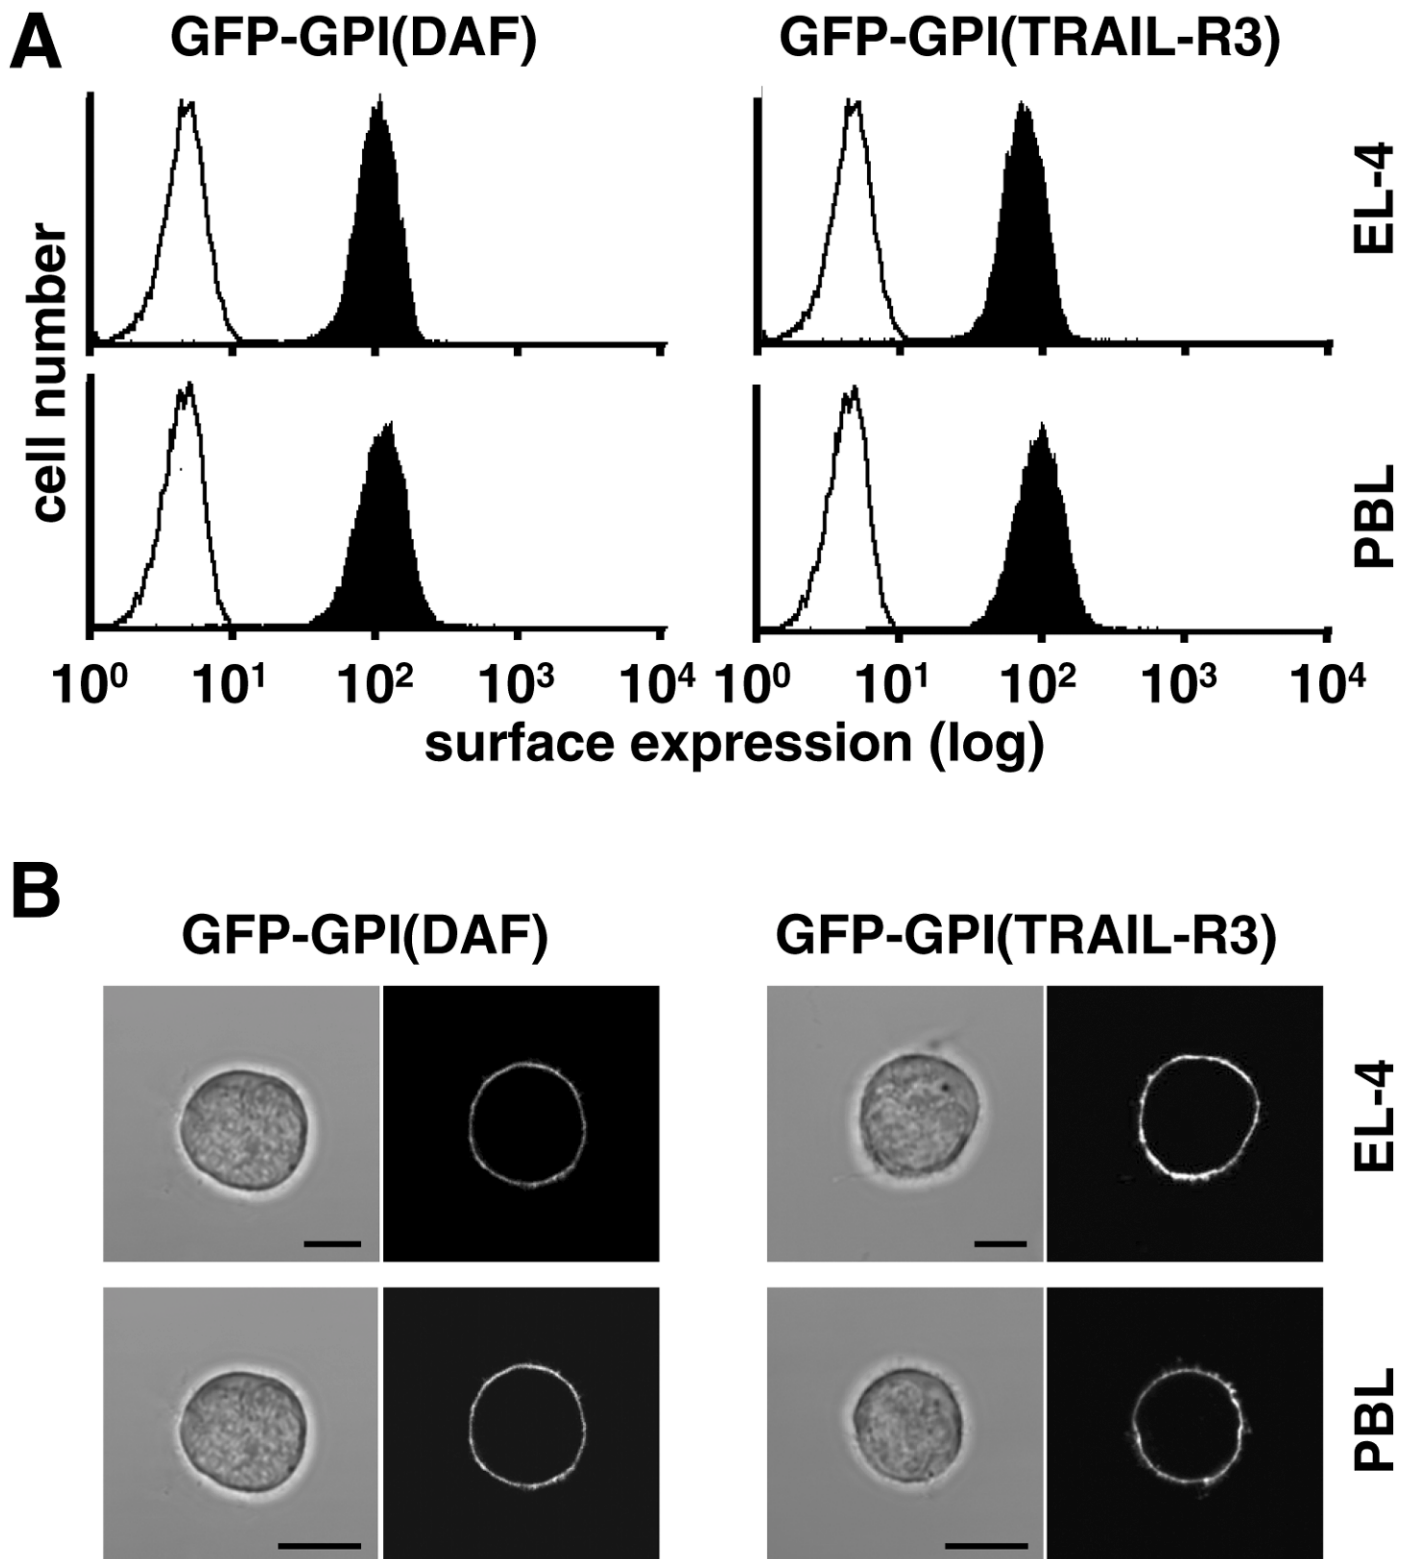 A
GFP-GPI(DAF) GFP-GPI(TRAIL-R3)
cell number
EL-4
PBL
10⁰ 10¹ 10² 10³ 10⁴ 10⁰ 10¹ 10² 10³ 10⁴
surface expression (log)
B
GFP-GPI(DAF) GFP-GPI(TRAIL-R3)
EL-4
PBL